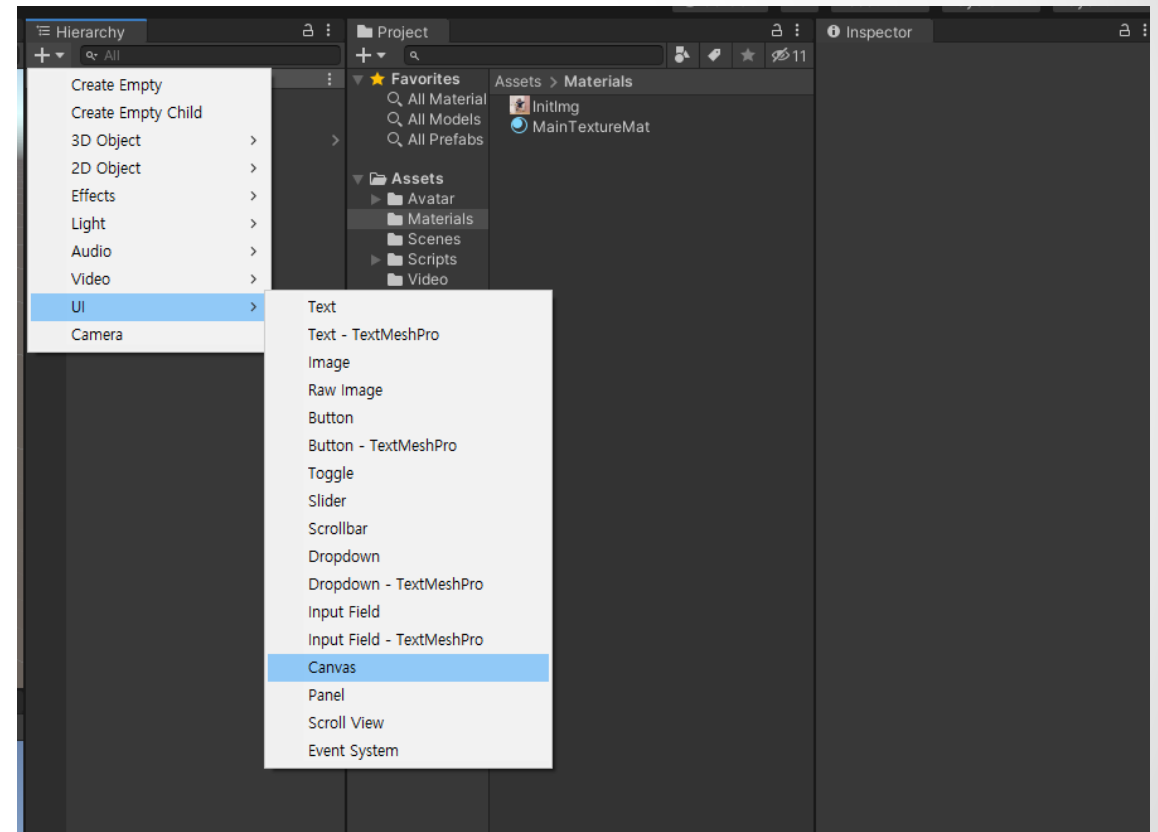 Hierarchy
All
Create Empty
Create Empty Child
3D Object
2D Object
Effects
Light
Audio
Video
UI
Camera
Text
Text - TextMeshPro
Image
Raw Image
Button
Button - TextMeshPro
Toggle
Slider
Scrollbar
Dropdown
Dropdown - TextMeshPro
Input Field
Input Field - TextMeshPro
Canvas
Panel
Scroll View
Event System
Project
11
Favorites
All Material
All Models
All Prefabs
Assets
Avatar
Materials
Scenes
Scripts
Video
Assets > Materials
InitImg
MainTextureMat
Inspector